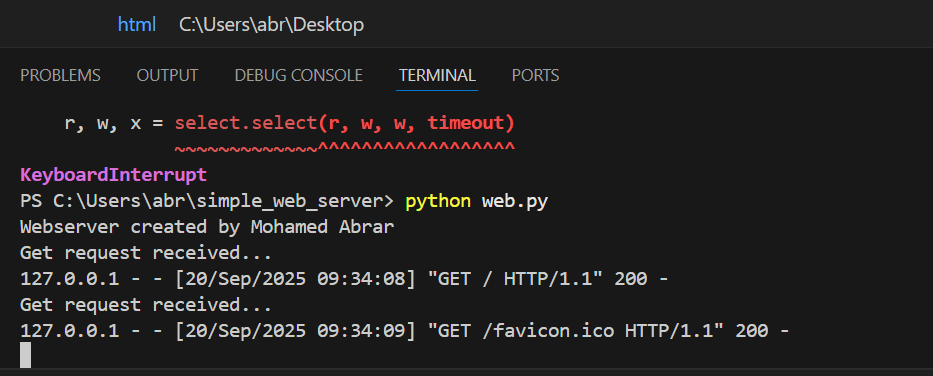 html C:\Users\abr\Desktop
PROBLEMS OUTPUT DEBUG CONSOLE TERMINAL PORTS
r, w, x = select.select(r, w, w, timeout)
~~~~~~~~~~~~~^^^^^^^^^^^^^^^^^^
KeyboardInterrupt
PS C:\Users\abr\simple_web_server> python web.py
Webserver created by Mohamed Abrar
Get request received...
127.0.0.1 - - [20/Sep/2025 09:34:08] "GET / HTTP/1.1" 200 -
Get request received...
127.0.0.1 - - [20/Sep/2025 09:34:09] "GET /favicon.ico HTTP/1.1" 200 -